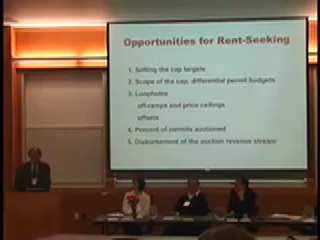 Opportunities for Rent-Seeking
1. Setting the cap targets
2. Scope of the cap, differential permit budgets
3. Loopholes
off-ramps and price ceilings
offsets
4. Percent of permits auctioned
5. Disbursement of the auction revenue stream